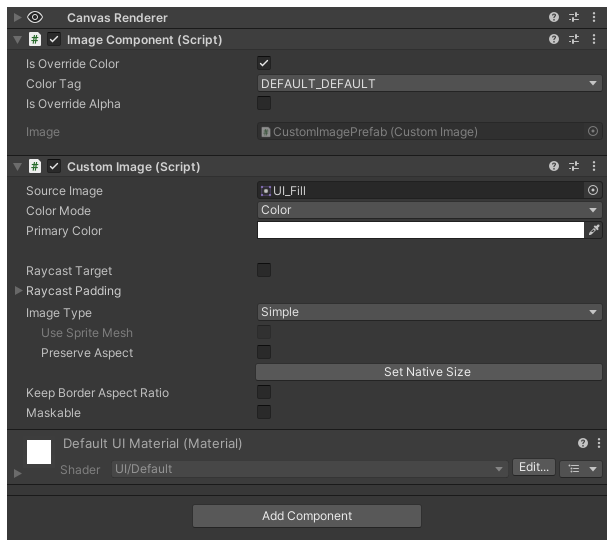 Canvas Renderer
Image Component (Script)
Is Override Color
Color Tag DEFAULT_DEFAULT
Is Override Alpha
Image CustomImagePrefab (Custom Image)
Custom Image (Script)
Source Image UI_Fill
Color Mode Color
Primary Color
Raycast Target
Raycast Padding
Image Type Simple
Use Sprite Mesh
Preserve Aspect
Set Native Size
Keep Border Aspect Ratio
Maskable
Default UI Material (Material)
Shader UI/Default Edit...
Add Component